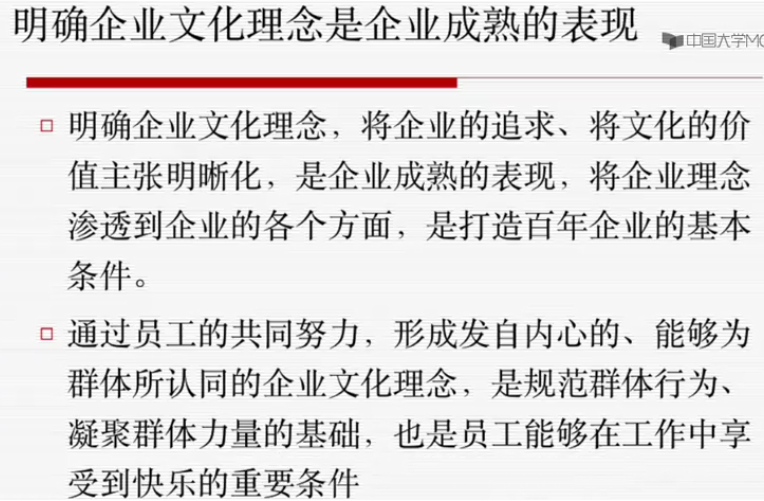 明确企业文化理念是企业成熟的表现
中国大学MO
明确企业文化理念，将企业的追求、将文化的价
值主张明晰化，是企业成熟的表现，将企业理念
渗透到企业的各个方面，是打造百年企业的基本
条件。
通过员工的共同努力，形成发自内心的、能够为
群体所认同的企业文化理念，是规范群体行为、
凝聚群体力量的基础，也是员工能够在工作中享
受到快乐的重要条件